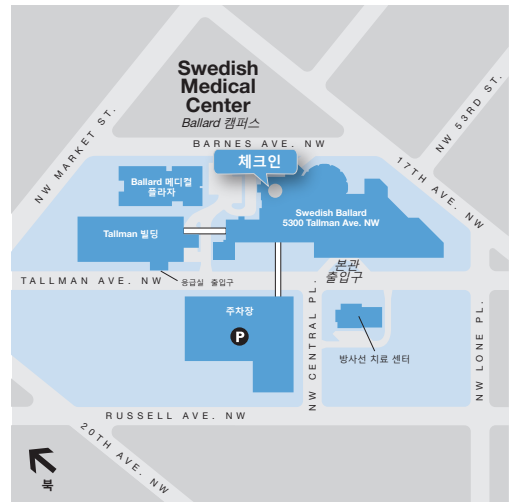 Swedish
Medical
Center
Ballard 캠퍼스
NW MARKET ST.
NW 53RD ST.
BARNES AVE. NW
체크인
17TH AVE. NW
Ballard 메디컬
플라자
Swedish Ballard
5300 Tallman Ave. NW
Tallman 빌딩
본관
출입구
TALLMAN AVE. NW
응급실 출입구
주차장
P
NW CENTRAL PL.
방사선 치료 센터
NW LONE PL.
RUSSELL AVE. NW
20TH AVE. NW
북